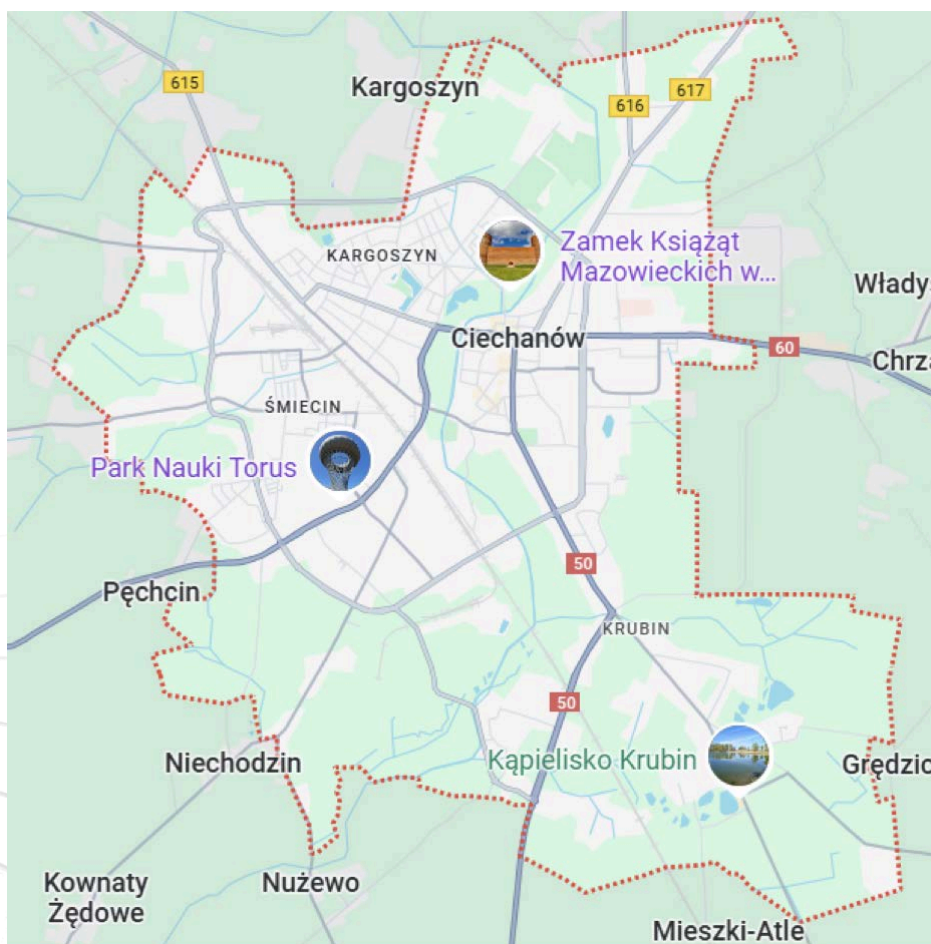 615
Kargoszyn
617
616
KARGOSZYN
Zamek Książąt
Mazowieckich w...
Władys
Ciechanów
60
Chrza
ŚMIECIN
Park Nauki Torus
50
Pęchcin
KRUBIN
50
Kąpielisko Krubin
Niechodzin
Grędzic
Kownaty
Żędowe
Nużewo
Mieszki-Atle